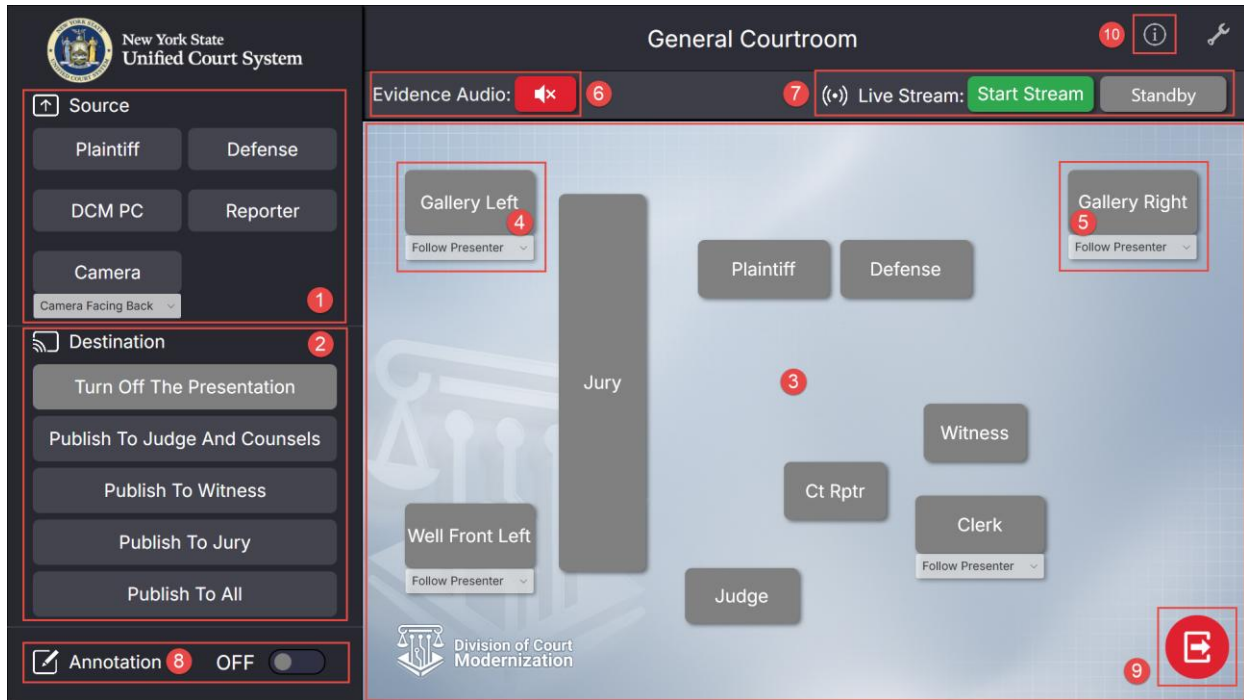 New York State
Unified Court System
General Courtroom
10
Source
Plaintiff
Defense
DCM PC
Reporter
Camera
Camera Facing Back
1
Destination
2
Turn Off The Presentation
Publish To Judge And Counsels
Publish To Witness
Publish To Jury
Publish To All
Annotation
8
OFF
Evidence Audio:
6
7
Live Stream:
Start Stream
Standby
Gallery Left
4
Follow Presenter
Gallery Right
5
Follow Presenter
Plaintiff
Defense
Jury
3
Witness
Ct Rptr
Well Front Left
Follow Presenter
Clerk
Follow Presenter
Judge
Division of Court
Modernization
9